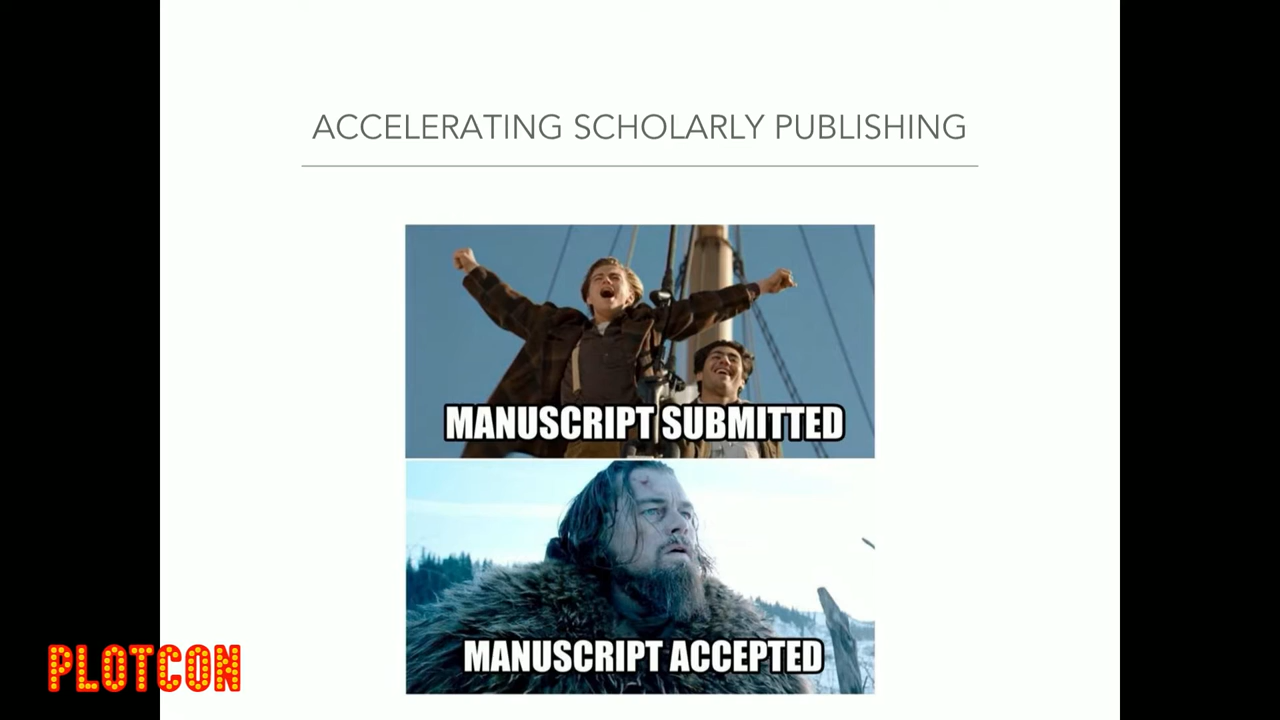 ACCELERATING SCHOLARLY PUBLISHING
MANUSCRIPT SUBMITTED
MANUSCRIPT ACCEPTED
PLOTCON